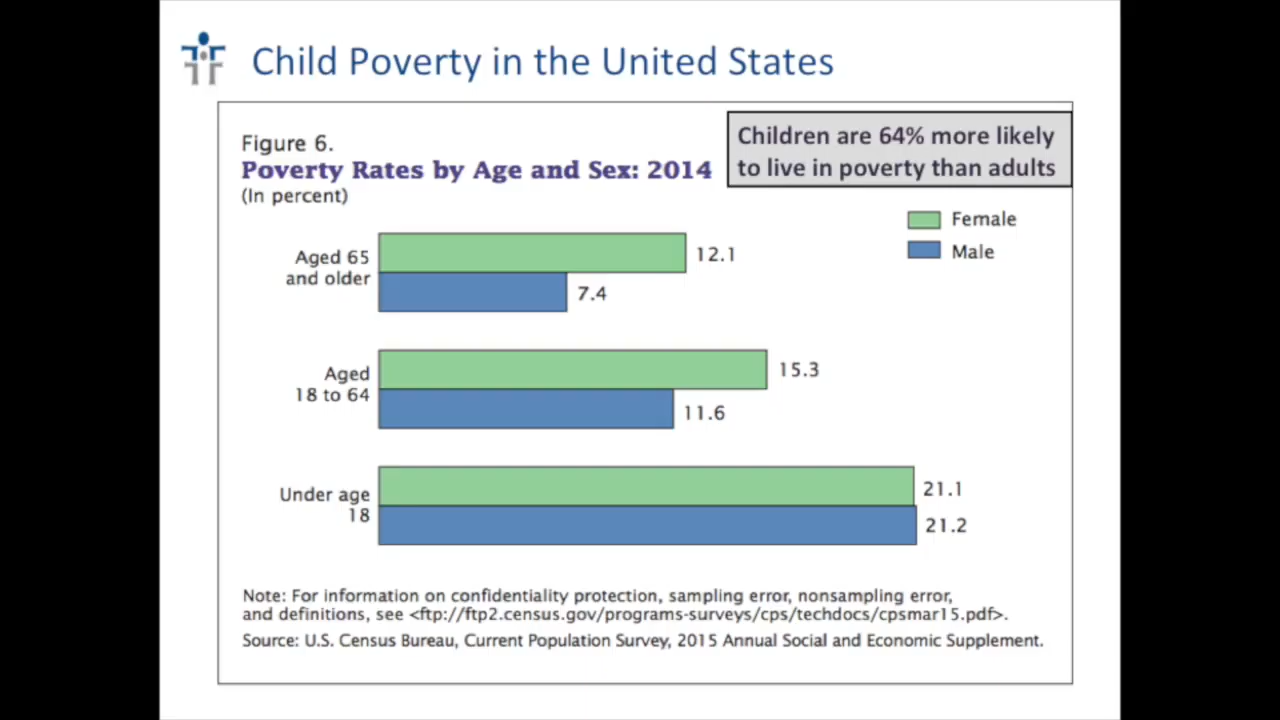 Child Poverty in the United States
Figure 6.
Poverty Rates by Age and Sex: 2014
(In percent)
Children are 64% more likely
to live in poverty than adults
Female
Male
Aged 65
and older
12.1
7.4
Aged
18 to 64
15.3
11.6
Under age
18
21.1
21.2
Note: For information on confidentiality protection, sampling error, nonsampling error,
and definitions, see <ftp://ftp2.census.gov/programs-surveys/cps/techdocs/cpsmar15.pdf>.
Source: U.S. Census Bureau, Current Population Survey, 2015 Annual Social and Economic Supplement.